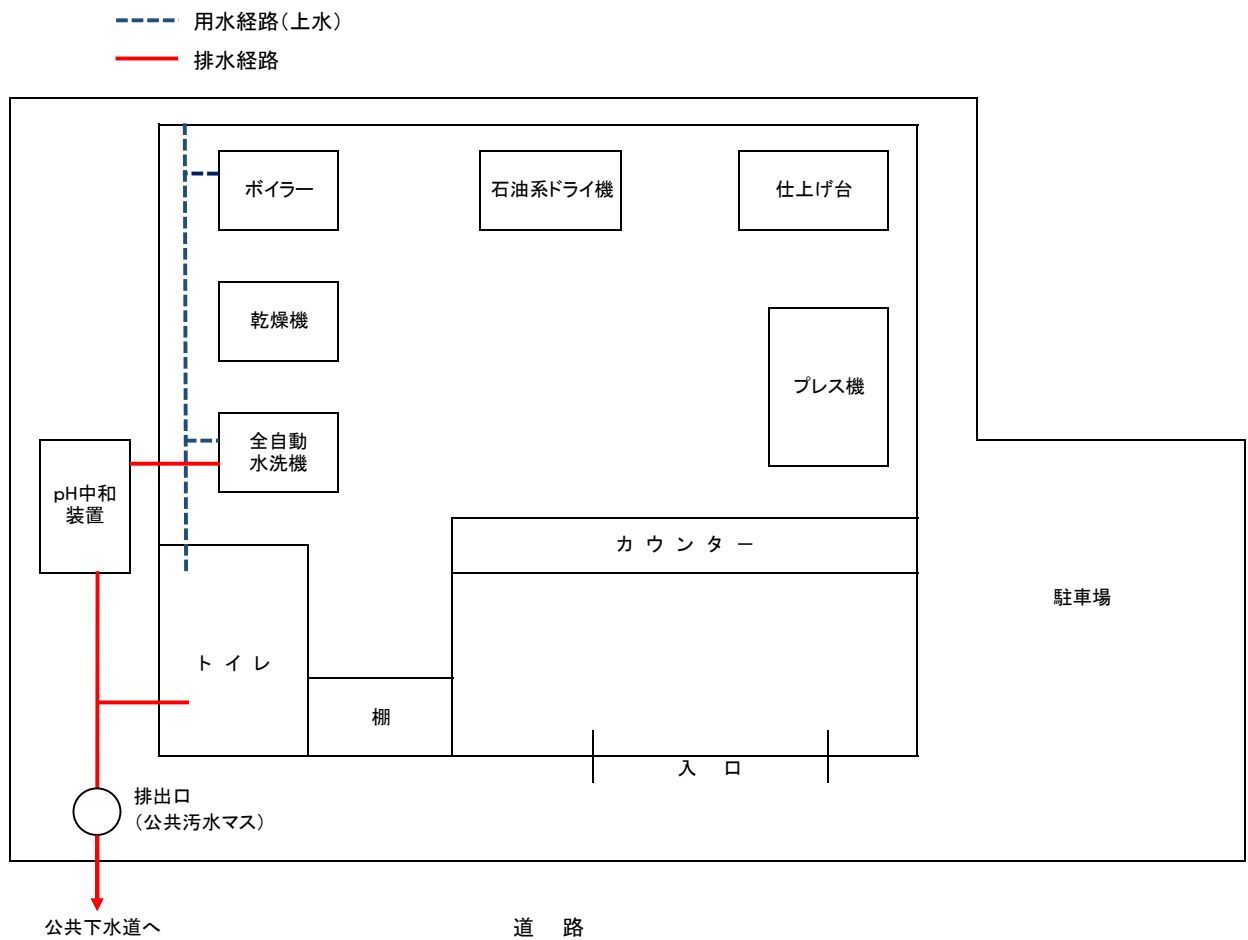 用水経路（上水）
排水経路
ボイラー
石油系ドライ機
仕上げ台
乾燥機
プレス機
全自動
水洗機
pH中和
装置
カウンター
駐車場
トイレ
棚
入　口
排出口
（公共汚水マス）
公共下水道へ
道　路